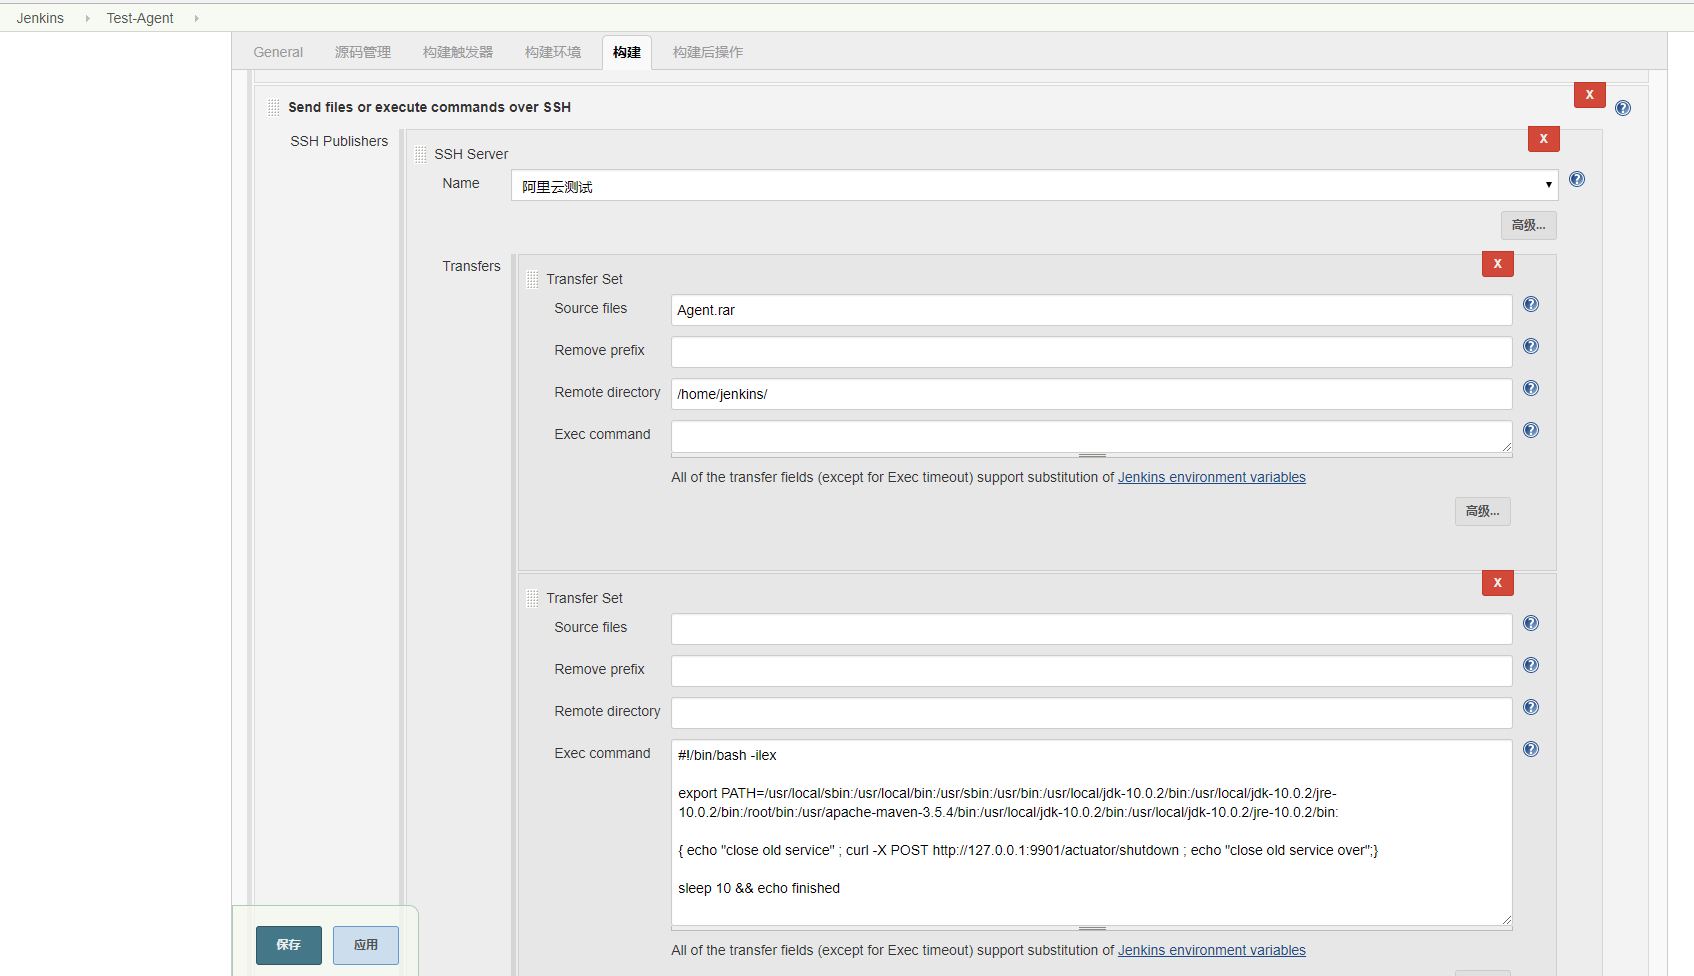 Jenkins Test-Agent
General 源码管理 构建触发器 构建环境 构建 构建后操作
X
Send files or execute commands over SSH
SSH Publishers
X
SSH Server
Name
阿里云测试
高级...
Transfers
X
Transfer Set
Source files
Agent.rar
Remove prefix
Remote directory
/home/jenkins/
Exec command
All of the transfer fields (except for Exec timeout) support substitution of Jenkins environment variables
高级...
X
Transfer Set
Source files
Remove prefix
Remote directory
Exec command
#!/bin/bash -ilex
export PATH=/usr/local/sbin:/usr/local/bin:/usr/sbin:/usr/bin:/usr/local/jdk-10.0.2/bin:/usr/local/jdk-10.0.2/jre-
10.0.2/bin:/root/bin:/usr/apache-maven-3.5.4/bin:/usr/local/jdk-10.0.2/bin:/usr/local/jdk-10.0.2/jre-10.0.2/bin:
{ echo "close old service" ; curl -X POST http://127.0.0.1:9901/actuator/shutdown ; echo "close old service over";}
sleep 10 && echo finished
All of the transfer fields (except for Exec timeout) support substitution of Jenkins environment variables
保存 应用